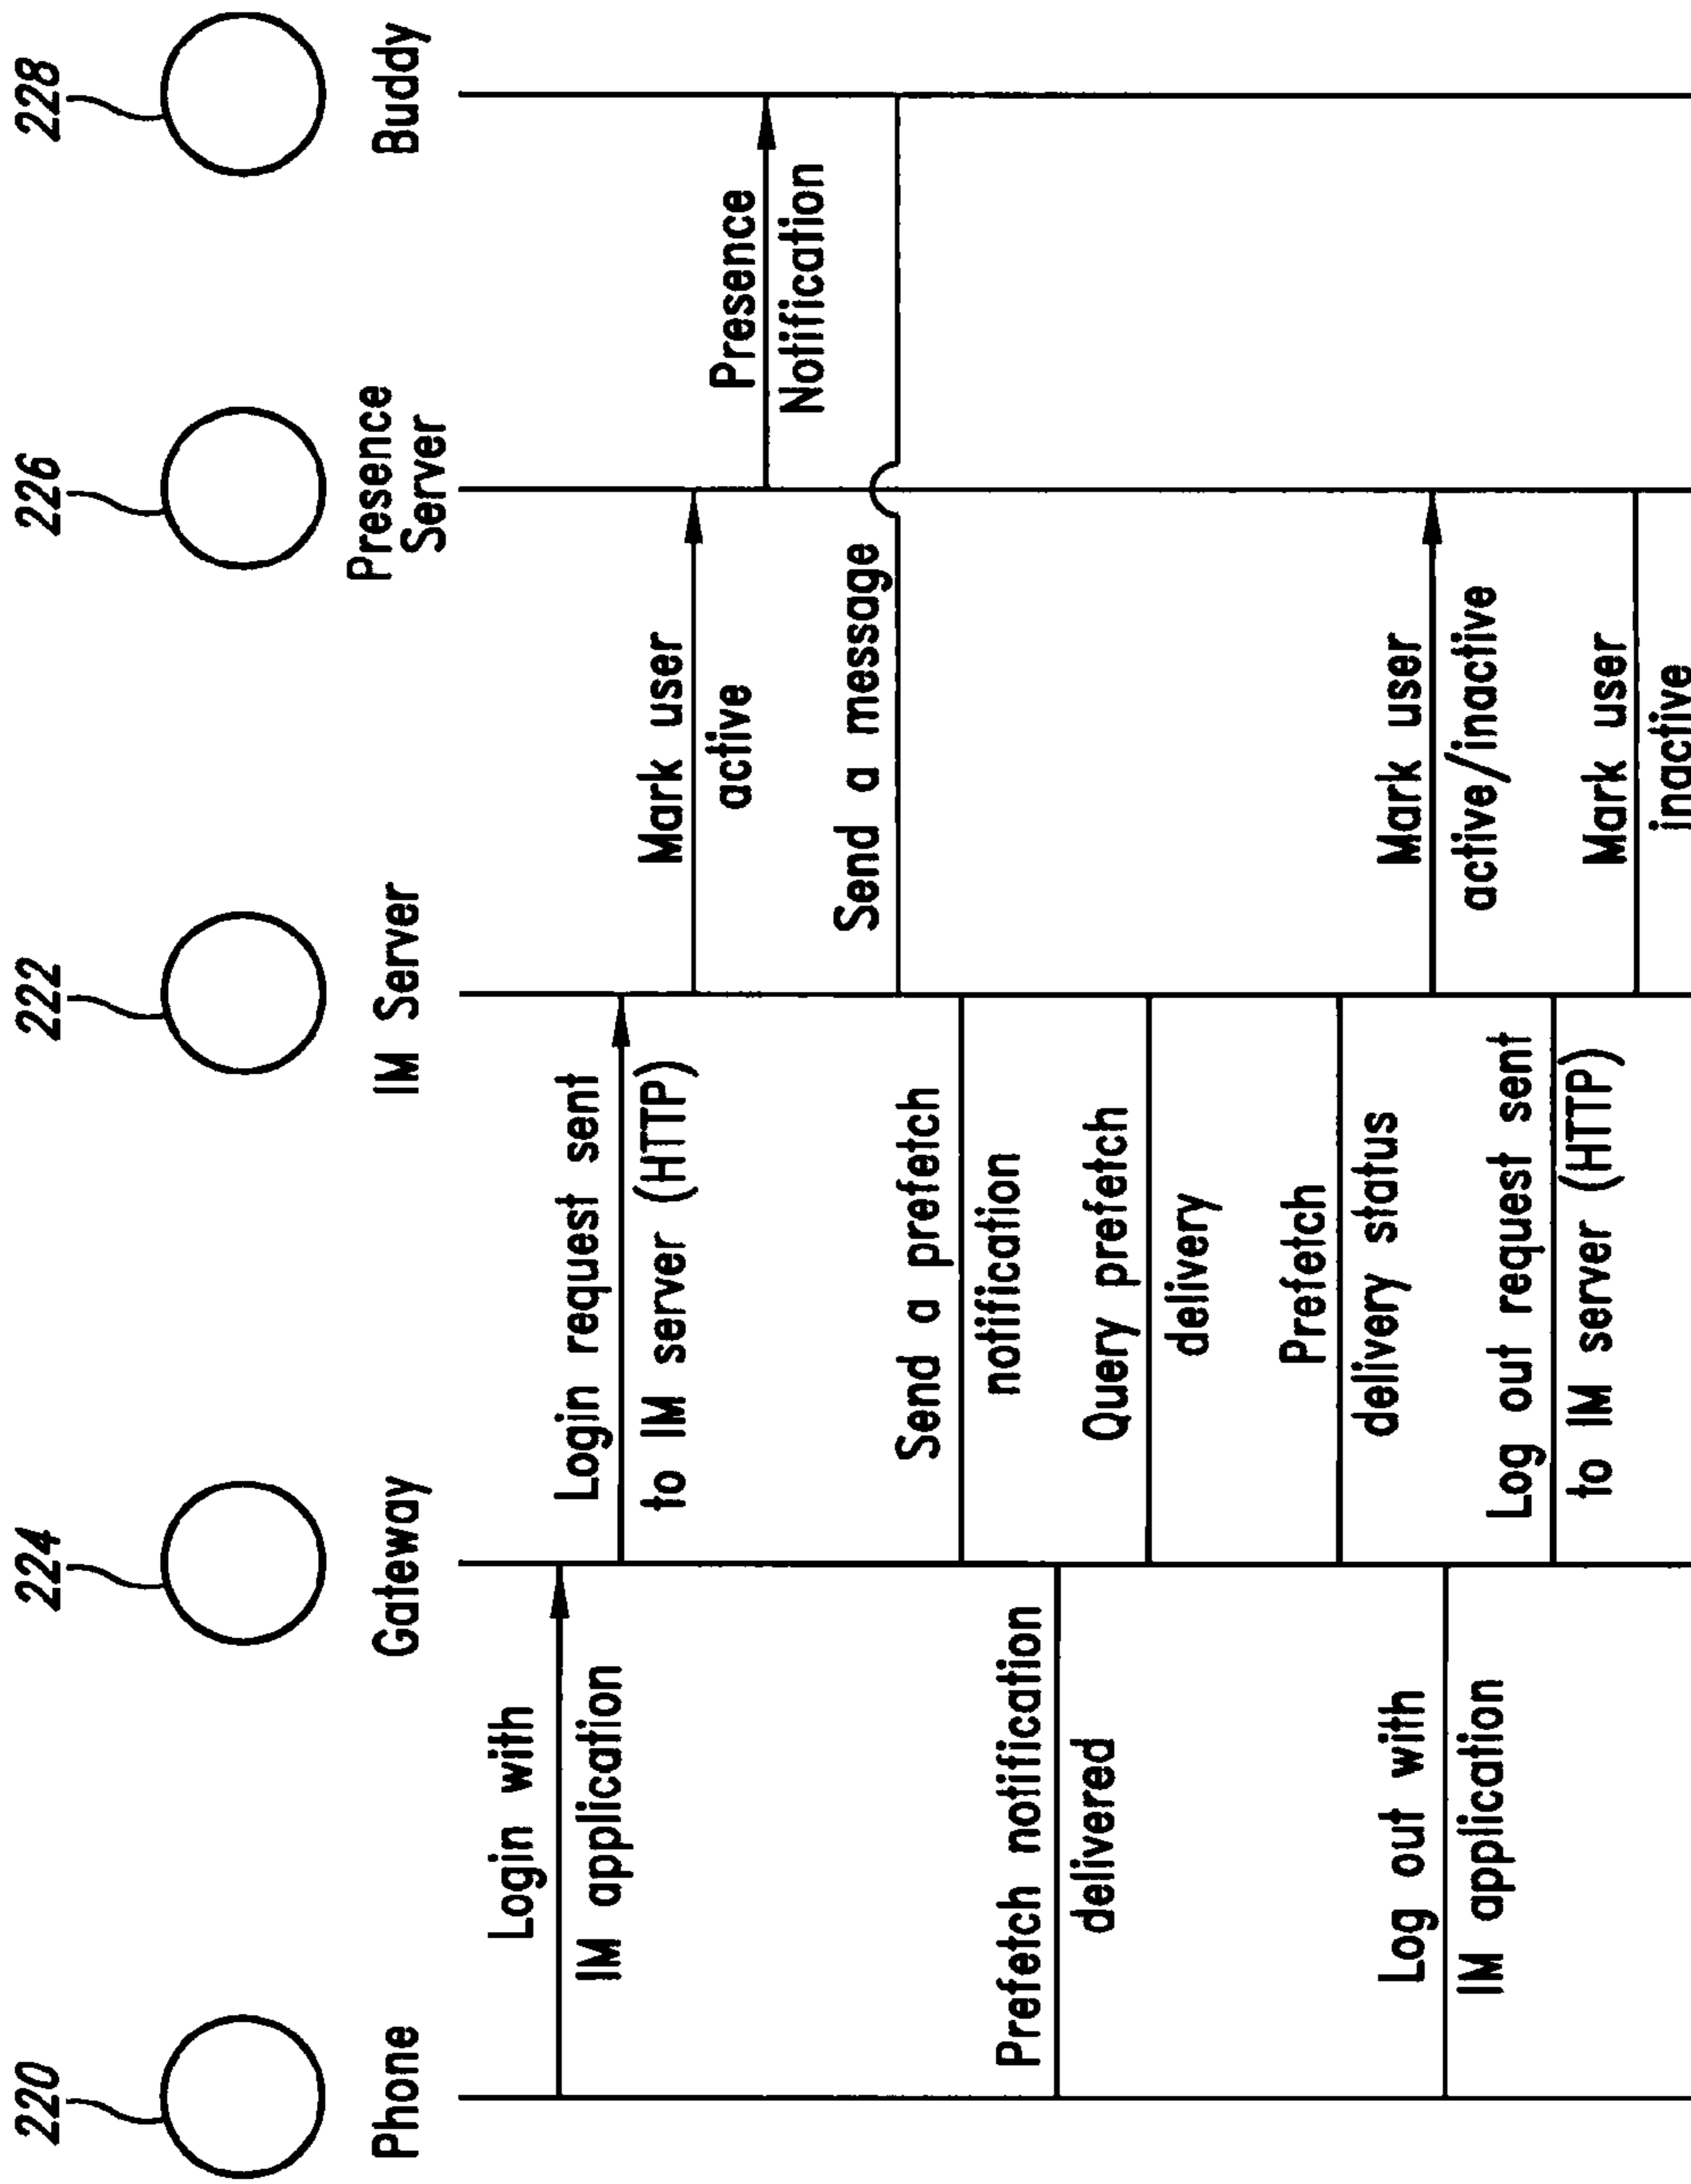 220
224
222
226
228
Phone
Gateway
IM Server
Presence
Server
Buddy
Login with
IM application
Login request sent
to IM server (HTTP)
Mark user
active
Presence
Notification
Send a message
Send a prefetch
notification
Prefetch notification
delivered
Query prefetch
delivery
Prefetch
delivery status
Mark user
active/inactive
Log out with
IM application
Log out request sent
to IM server (HTTP)
Mark user
inactive